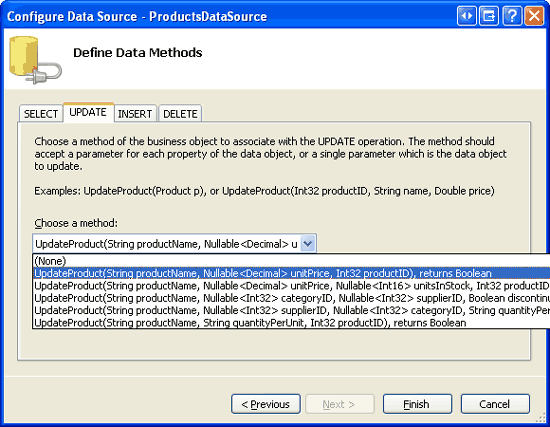 Configure Data Source - ProductsDataSource
Define Data Methods
SELECT UPDATE INSERT DELETE
Choose a method of the business object to associate with the UPDATE operation. The method should
accept a parameter for each property of the data object, or a single parameter which is the data object
to update.
Examples: UpdateProduct(Product p), or UpdateProduct(Int32 productID, String name, Double price)
Choose a method:
UpdateProduct(String productName, Nullable<Decimal> u
(None)
UpdateProduct(String productName, Nullable<Decimal> unitPrice, Int32 productID), returns Boolean
UpdateProduct(String productName, Nullable<Decimal> unitPrice, Nullable<Int16> unitsInStock, Int32 productID
UpdateProduct(String productName, Nullable<Int32> categoryID, Nullable<Int32> supplierID, Boolean discontinu
UpdateProduct(String productName, Nullable<Int32> supplierID, Nullable<Int32> categoryID, String quantityPer
UpdateProduct(String productName, String quantityPerUnit, Int32 productID), returns Boolean
< Previous Next > Finish Cancel